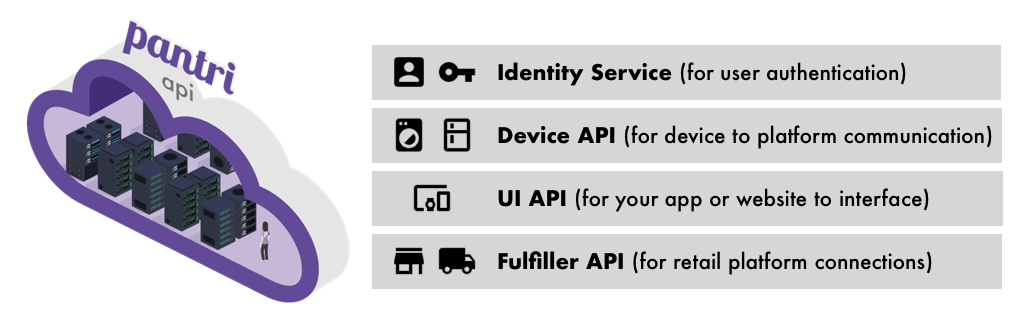 pantri
api
Identity Service (for user authentication)
Device API (for device to platform communication)
UI API (for your app or website to interface)
Fulfiller API (for retail platform connections)